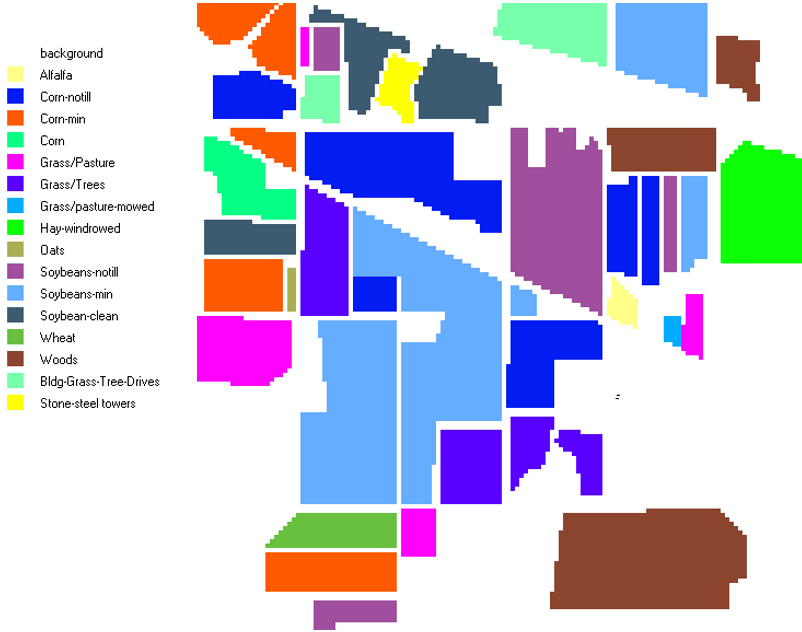 background
Alfalfa
Corn-notill
Corn-min
Corn
Grass/Pasture
Grass/Trees
Grass/pasture-mowed
Hay-windrowed
Oats
Soybeans-notill
Soybeans-min
Soybean-clean
Wheat
Woods
Bldg-Grass-Tree-Drives
Stone-steel towers